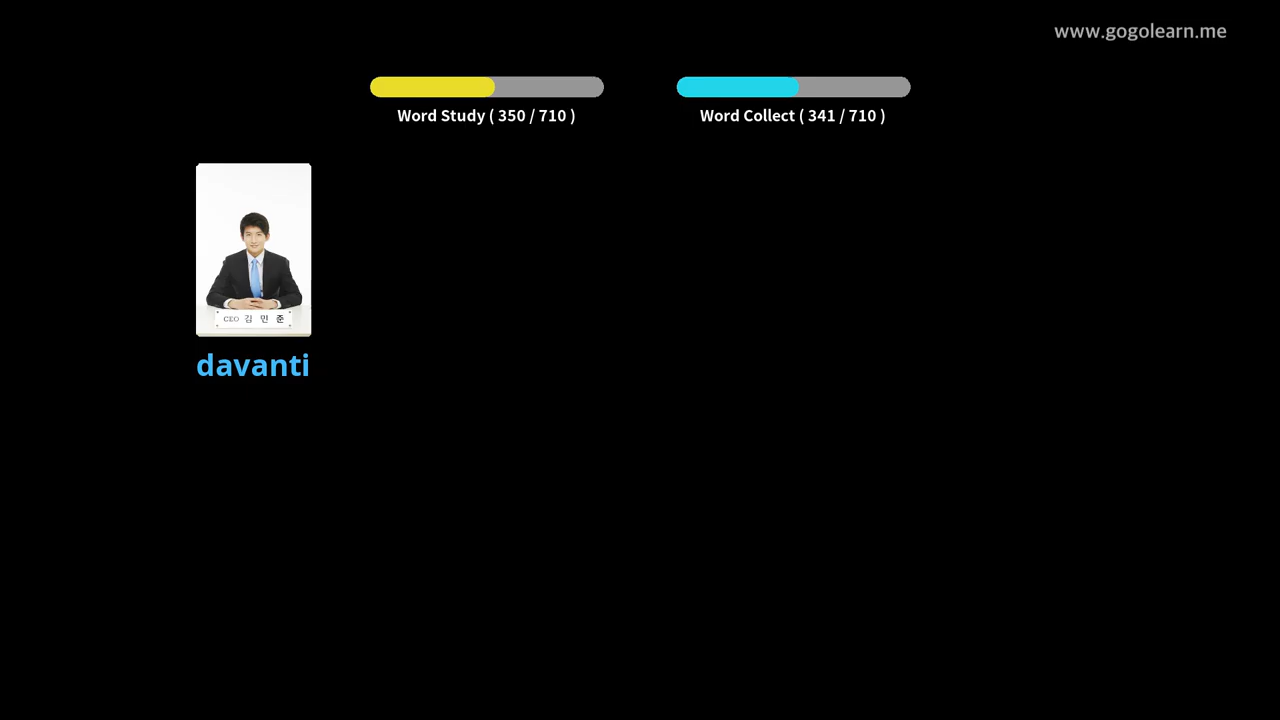 www.gogolearn.me
Word Study ( 350 / 710 )
Word Collect ( 341 / 710 )
CEO 김 민 준
davanti